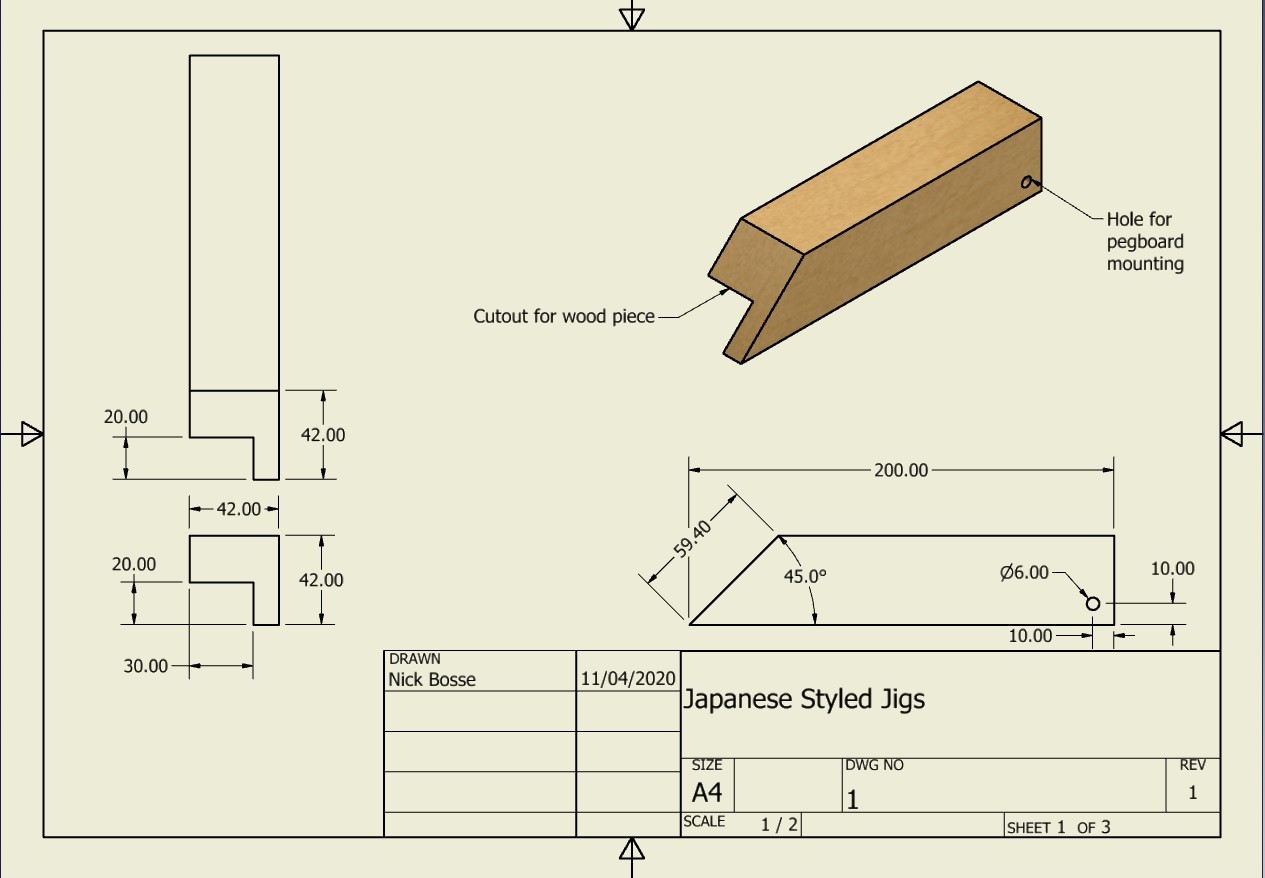 Hole for
pegboard
mounting
Cutout for wood piece
20.00
42.00
42.00
20.00
42.00
30.00
200.00
59.40
45.0°
Ø6.00
10.00
10.00
DRAWN
Nick Bosse
11/04/2020
Japanese Styled Jigs
SIZE
A4
DWG NO
1
REV
1
SCALE
1 / 2
SHEET 1 OF 3